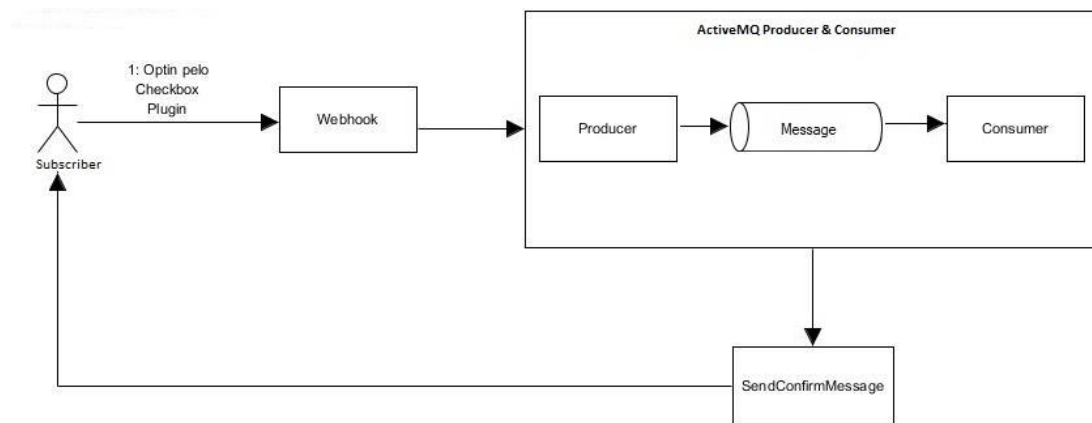 ActiveMQ Producer & Consumer
1: Optin pelo
Checkbox
Plugin
Webhook
Producer
Message
Consumer
Subscriber
SendConfirmMessage